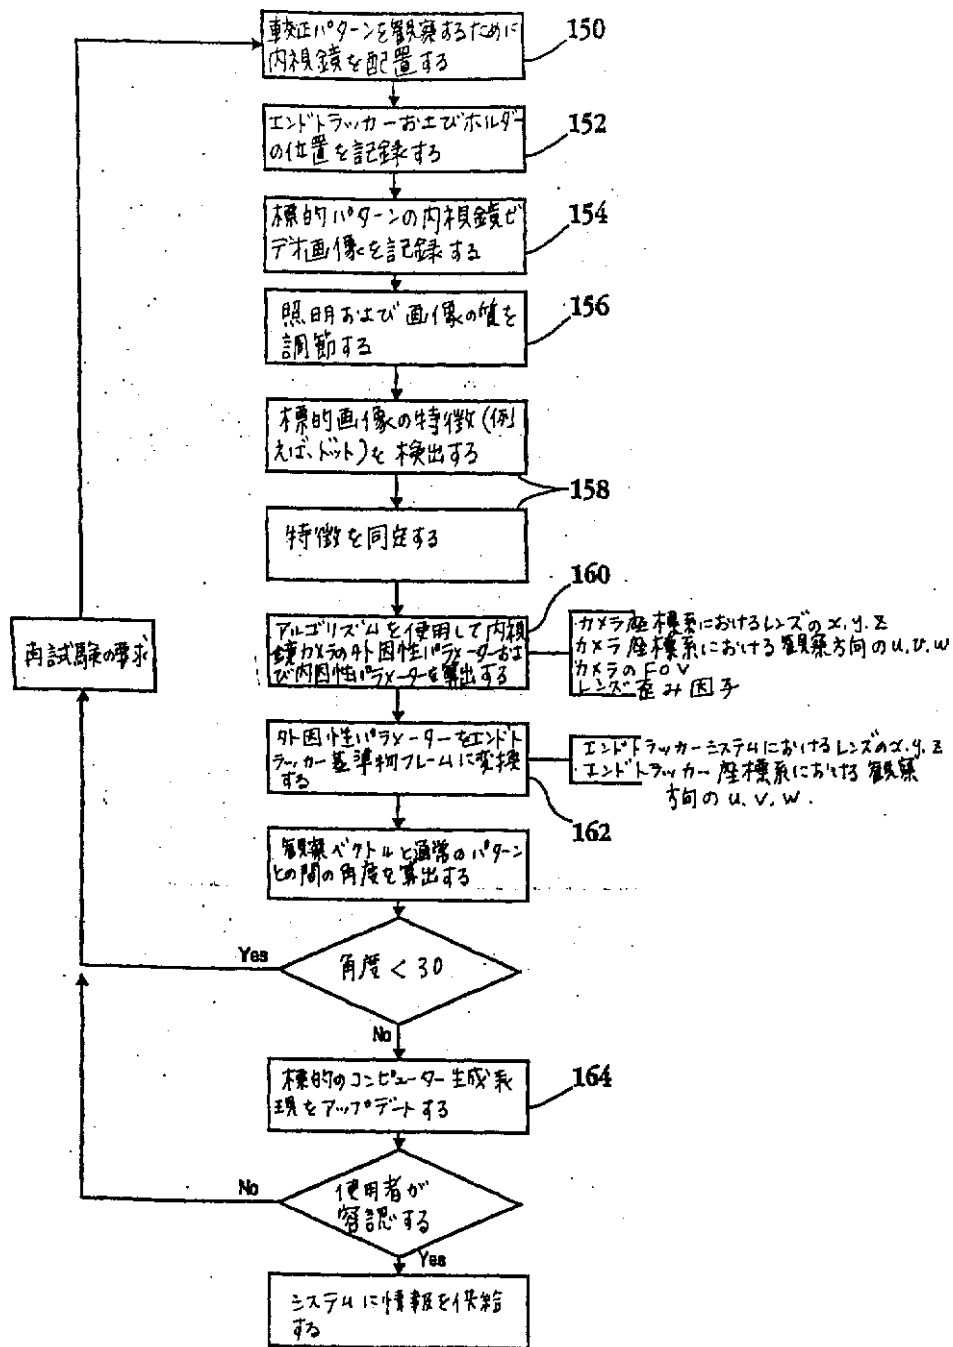 較正パターンを観察するために
内視鏡を配置する
150
エンドトラッカーおよびホルダー
の位置を記録する
152
標的パターンの内視鏡ビ
デオ画像を記録する
154
照明および画像の質を
調節する
156
標的画像の特徴(例
えば、ドット)を検出する
158
特徴を同定する
160
アルゴリズムを使用して内視
鏡カメラの外因性パラメーターおよ
び内因性パラメーターを算出する
カメラ座標系におけるレンズのx.y.z
カメラ座標系における観察方向のu.v.w
カメラのFOV
レンズ歪み因子
再試験の要求
外因性パラメーターをエンドト
ラッカー基準物フレームに変換
する
エンドトラッカーシステムにおけるレンズのx.y.z
エンドトラッカー座標系における観察
方向のu.v.w.
162
観察ベクトルと通常のパターン
との間の角度を算出する
角度<30
Yes
No
標的のコンピューター生成表
現をアップデートする
164
使用者が
容認する
No
Yes
システムに情報を供給
する